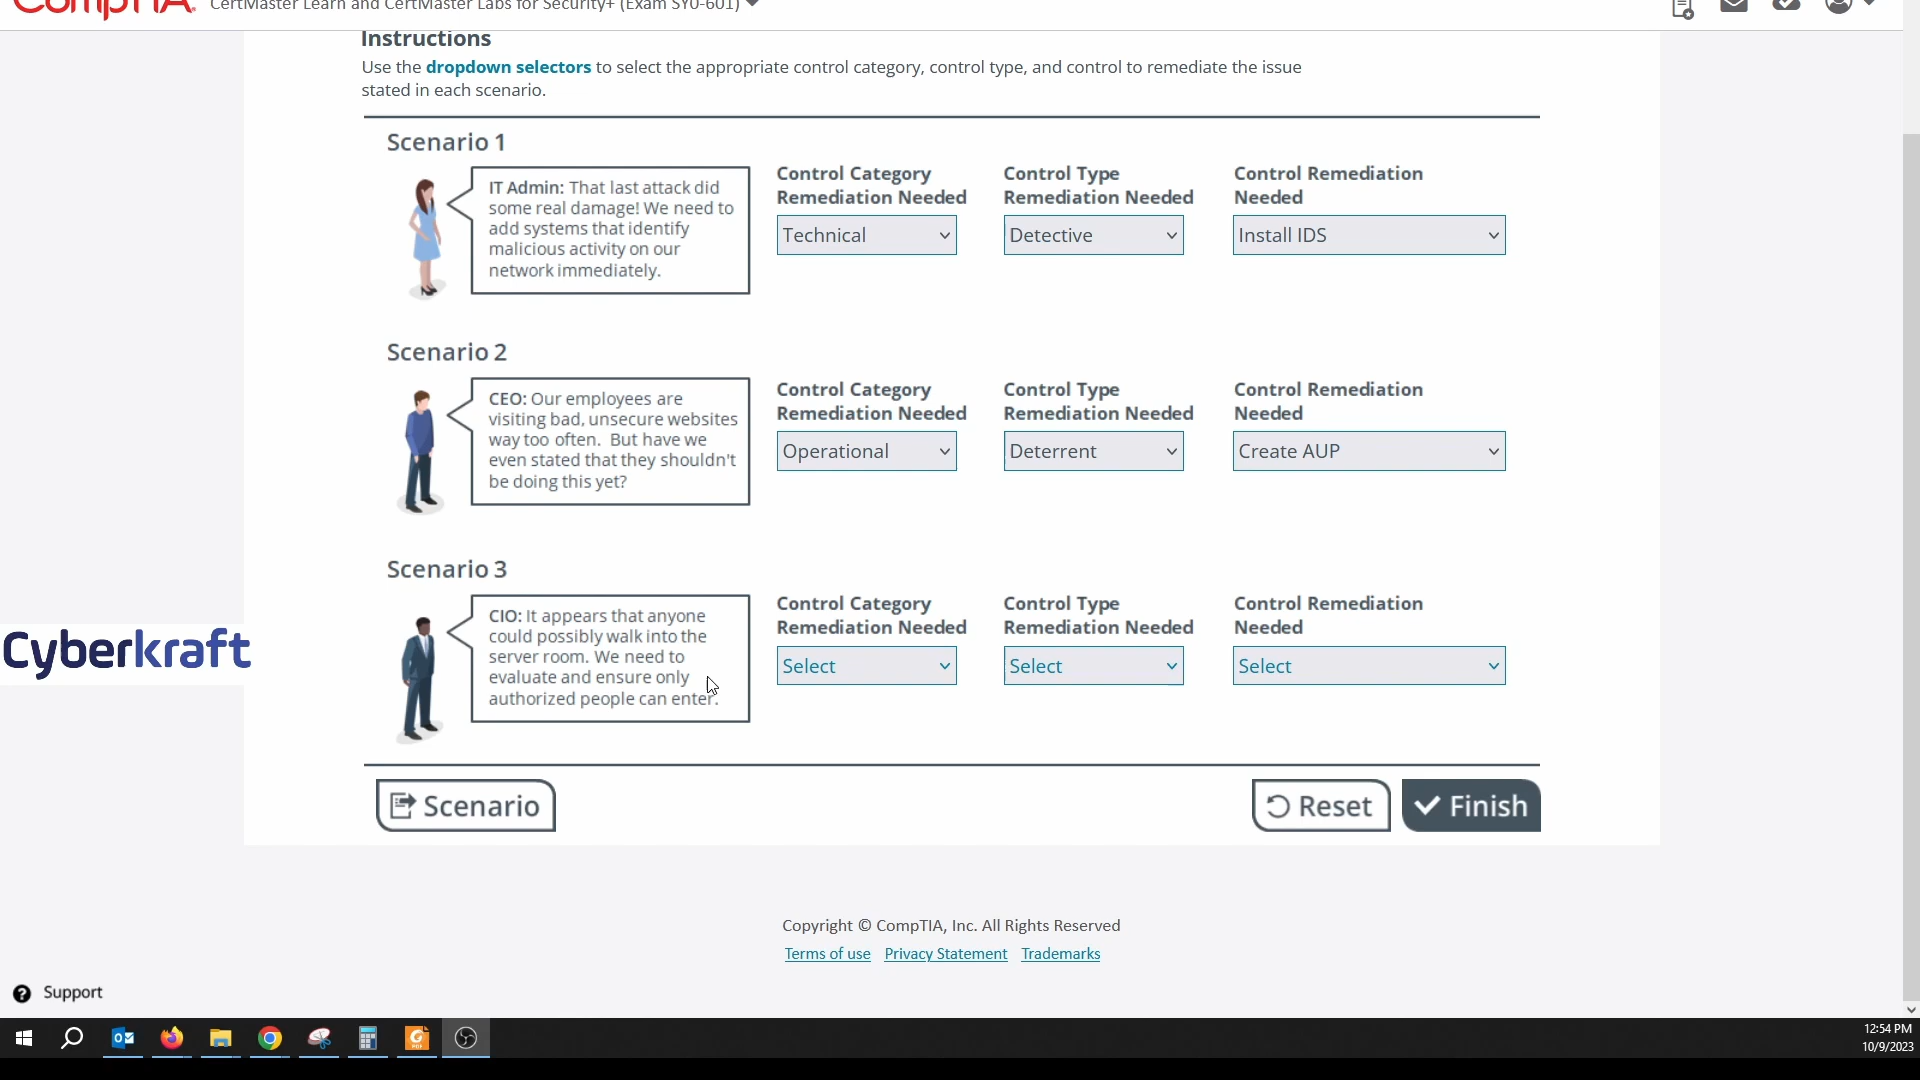 CompTIA.
CertMaster Learn and CertMaster Labs for Security+ (Exam SY0-601)
Instructions
Use the dropdown selectors to select the appropriate control category, control type, and control to remediate the issue
stated in each scenario.
Scenario 1
IT Admin: That last attack did
some real damage! We need to
add systems that identify
malicious activity on our
network immediately.
Control Category
Remediation Needed
Technical
Control Type
Remediation Needed
Detective
Control Remediation
Needed
Install IDS
Scenario 2
CEO: Our employees are
visiting bad, unsecure websites
way too often. But have we
even stated that they shouldn't
be doing this yet?
Control Category
Remediation Needed
Operational
Control Type
Remediation Needed
Deterrent
Control Remediation
Needed
Create AUP
Scenario 3
CIO: It appears that anyone
could possibly walk into the
server room. We need to
evaluate and ensure only
authorized people can enter.
Control Category
Remediation Needed
Select
Control Type
Remediation Needed
Select
Control Remediation
Needed
Select
Cyberkraft
Scenario
Reset
Finish
Copyright © CompTIA, Inc. All Rights Reserved
Terms of use Privacy Statement Trademarks
? Support
12:54 PM
10/9/2023